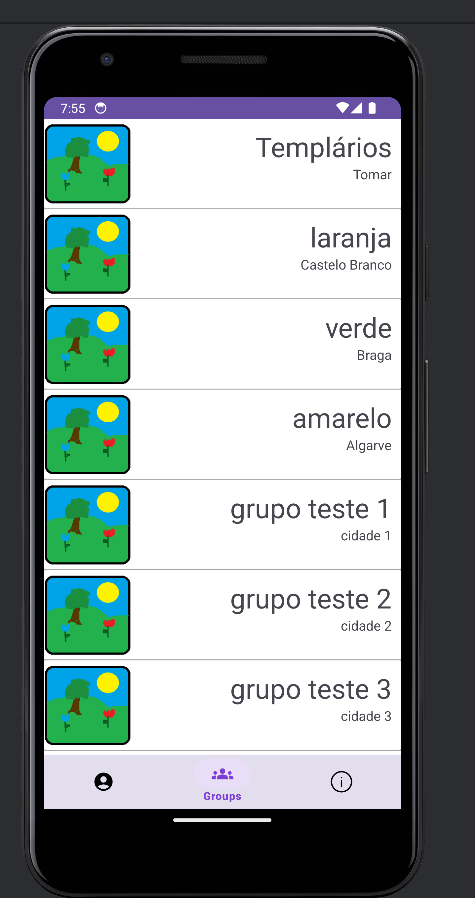 7:55
Templários
Tomar
laranja
Castelo Branco
verde
Braga
amarelo
Algarve
grupo teste 1
cidade 1
grupo teste 2
cidade 2
grupo teste 3
cidade 3
Groups